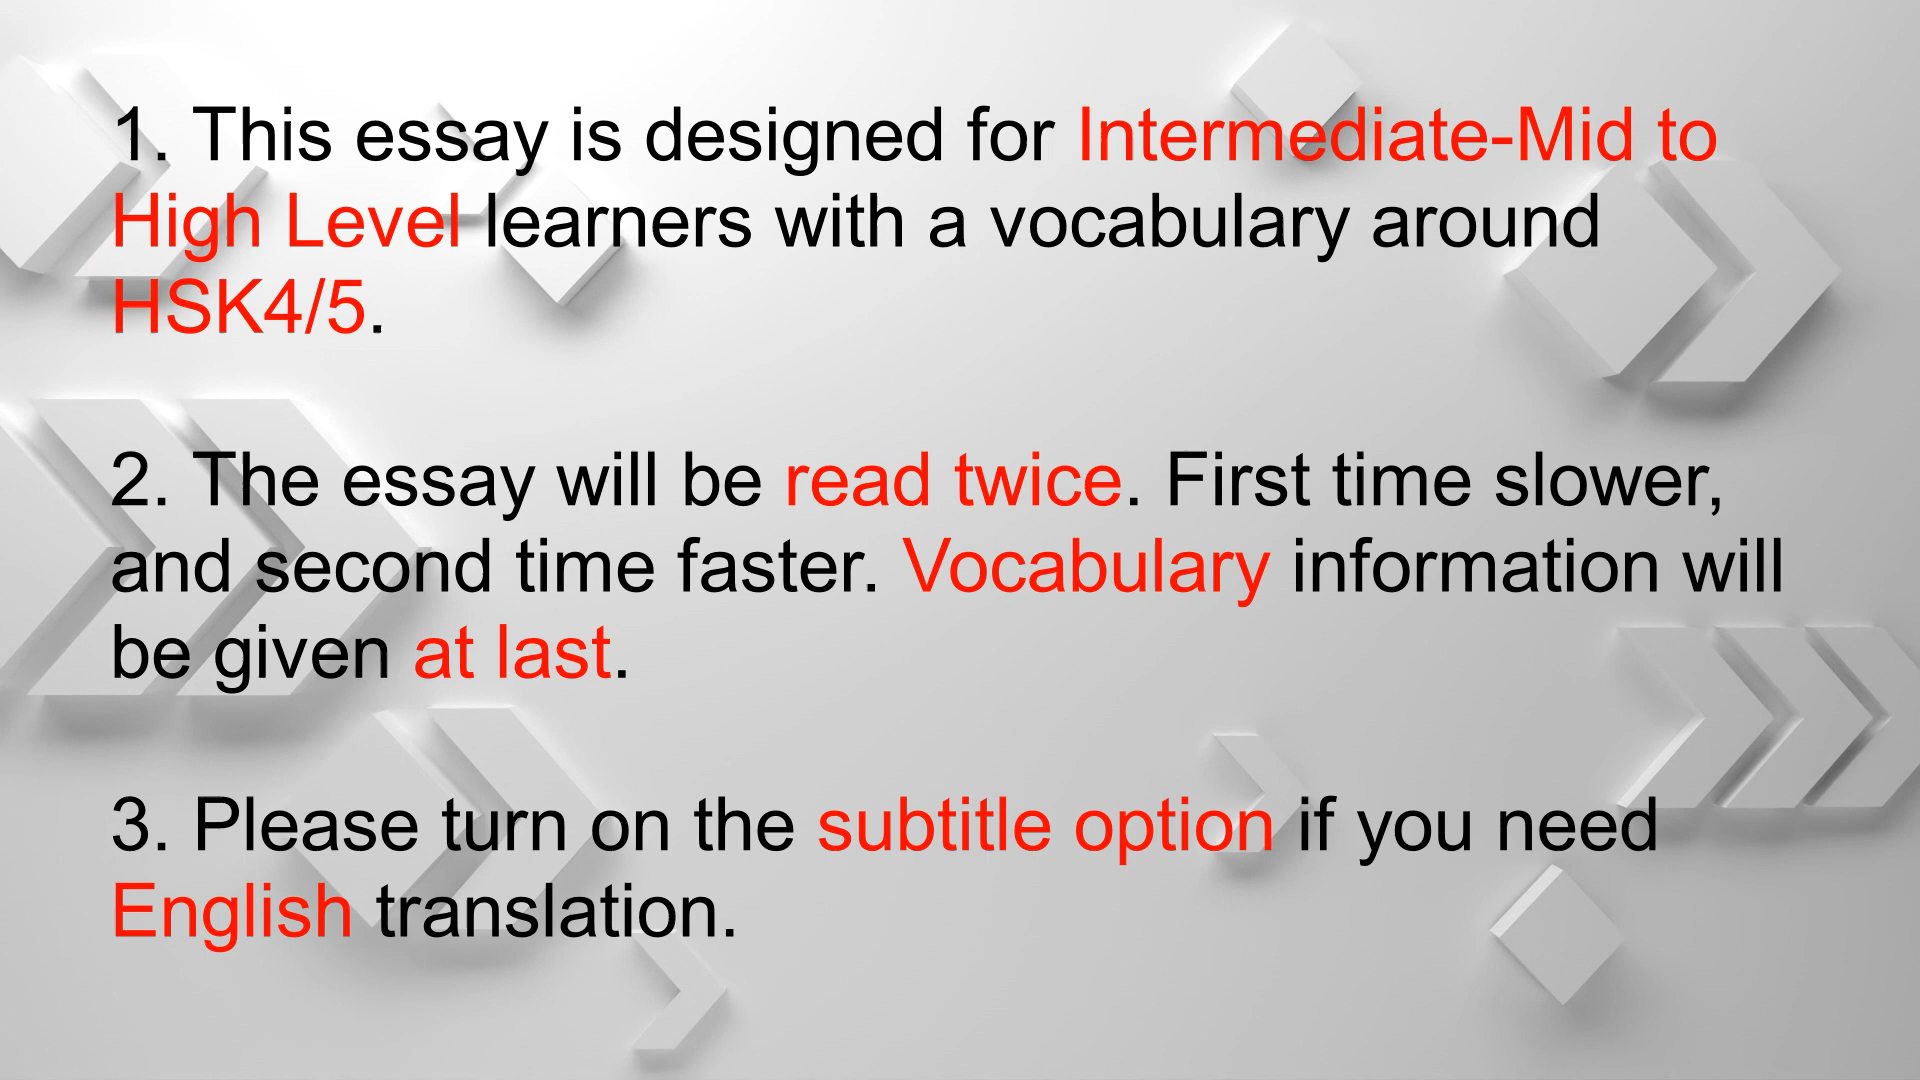 1. This essay is designed for Intermediate-Mid to
High Level learners with a vocabulary around
HSK4/5.
2. The essay will be read twice. First time slower,
and second time faster. Vocabulary information will
be given at last.
3. Please turn on the subtitle option if you need
English translation.